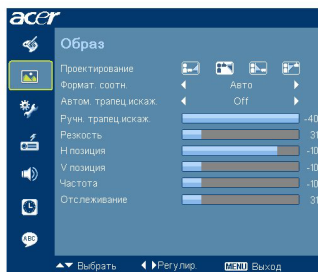 acer
Образ
Проектирование
Формат. соотн. Авто
Автом. трапец.искаж. Off
Ручн. трапец.искаж. -40
Резкость 31
H позиция -10
V позиция -10
Частота -10
Отслеживание 31
ABC
Выбрать Регулир. MENU Выход